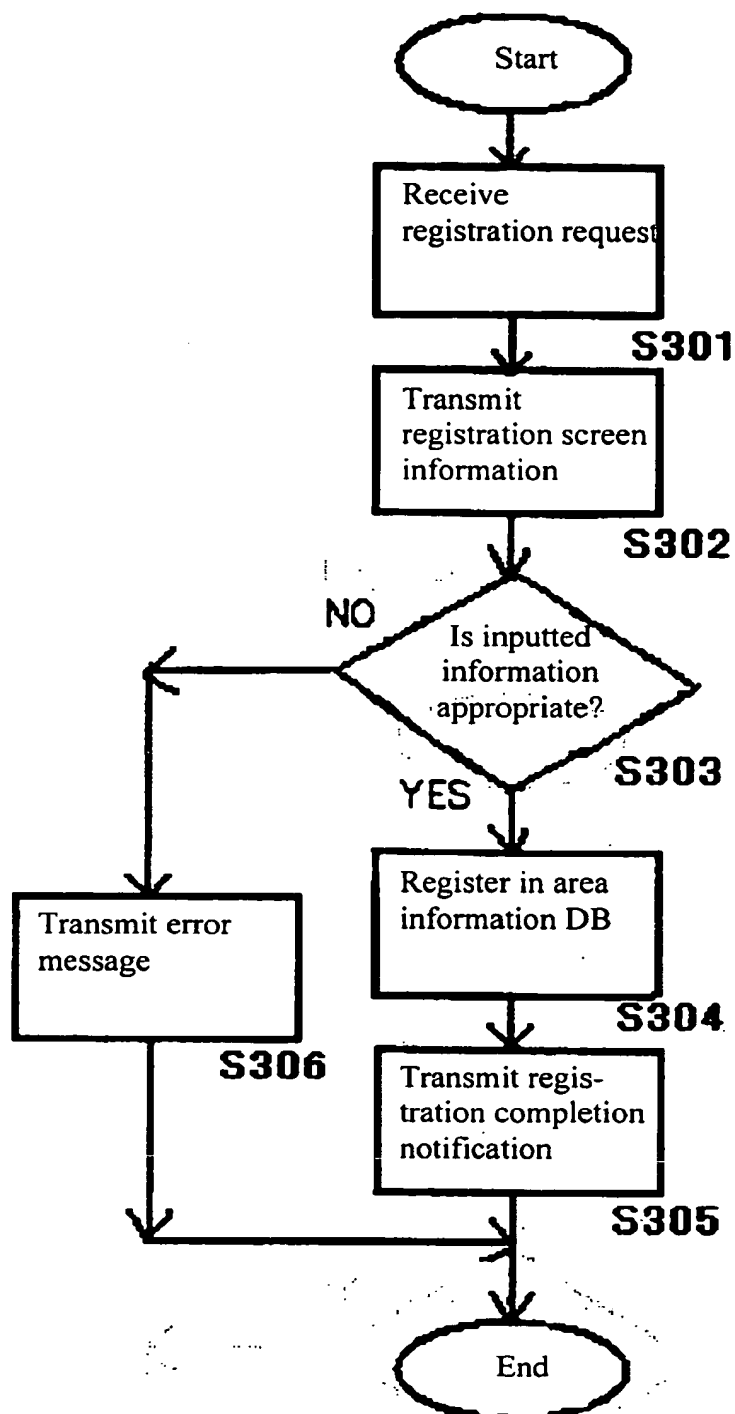 Start
Receive
registration request
S301
Transmit
registration screen
information
S302
NO
Is inputted
information
appropriate?
S303
YES
Register in area
information DB
S304
Transmit error
message
S306
Transmit regis-
tration completion
notification
S305
End